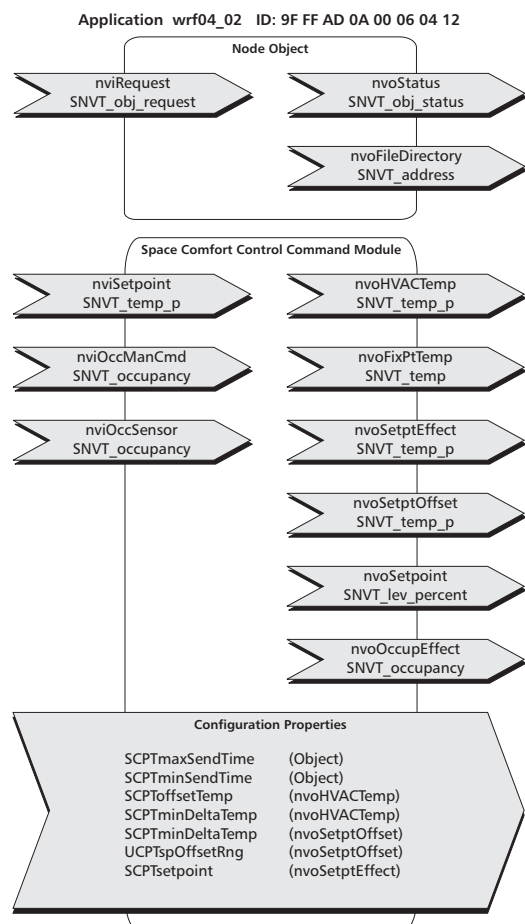 Application wrf04_02 ID: 9F FF AD 0A 00 06 04 12
Node Object
nviRequest
SNVT_obj_request
nvoStatus
SNVT_obj_status
nvoFileDirectory
SNVT_address
Space Comfort Control Command Module
nviSetpoint
SNVT_temp_p
nvoHVACTemp
SNVT_temp_p
nviOccManCmd
SNVT_occupancy
nvoFixPtTemp
SNVT_temp
nviOccSensor
SNVT_occupancy
nvoSetptEffect
SNVT_temp_p
nvoSetptOffset
SNVT_temp_p
nvoSetpoint
SNVT_lev_percent
nvoOccupEffect
SNVT_occupancy
Configuration Properties
SCPTmaxSendTime (Object)
SCPTminSendTime (Object)
SCPToffsetTemp (nvoHVACTemp)
SCPTminDeltaTemp (nvoHVACTemp)
SCPTminDeltaTemp (nvoSetptOffset)
UCPTspOffsetRng (nvoSetptOffset)
SCPTsetpoint (nvoSetptEffect)